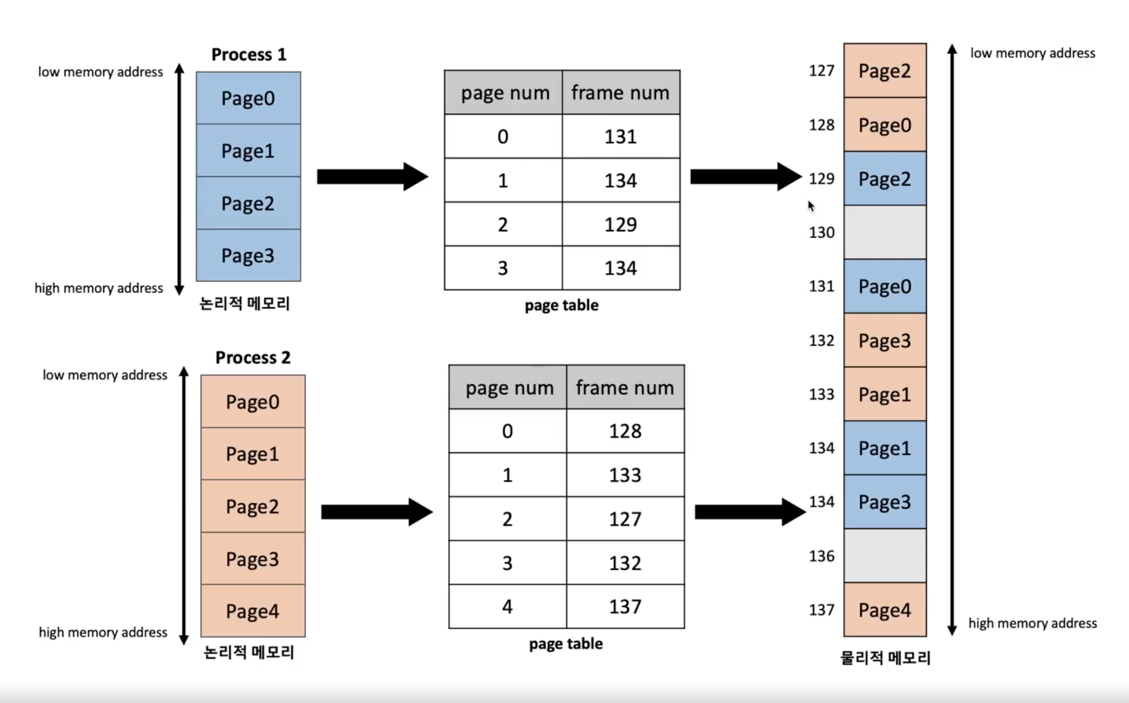 Process 1
low memory address
Page0
Page1
Page2
Page3
high memory address
논리적 메모리
page num frame num
0 131
1 134
2 129
3 134
page table
Process 2
low memory address
Page0
Page1
Page2
Page3
Page4
high memory address
논리적 메모리
page num frame num
0 128
1 133
2 127
3 132
4 137
page table
low memory address
127 Page2
128 Page0
129 Page2
130
131 Page0
132 Page3
133 Page1
134 Page1
134 Page3
136
137 Page4
high memory address
물리적 메모리